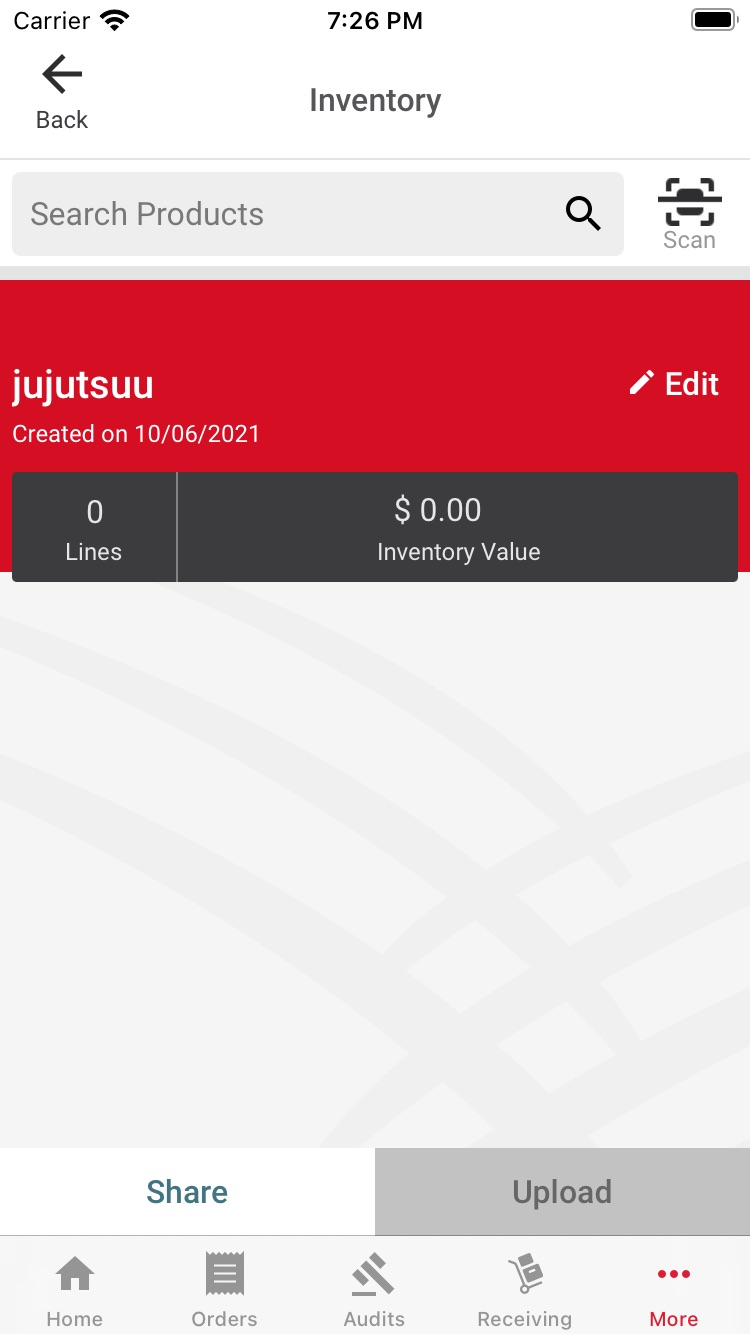 Carrier 7:26 PM
Back
Inventory
Search Products
Scan
jujutsuu
Edit
Created on 10/06/2021
0
Lines
$ 0.00
Inventory Value
Share
Upload
Home
Orders
Audits
Receiving
More